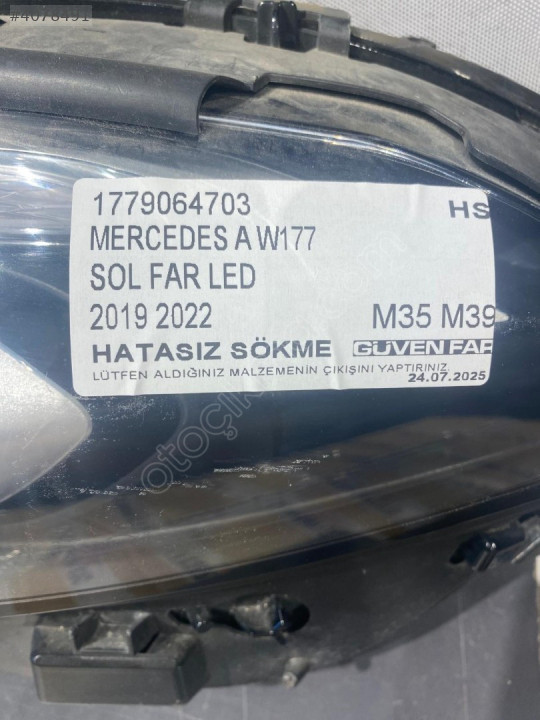 #4078491
1779064703 HS
MERCEDES A W177
SOL FAR LED
2019 2022 M35 M39
HATASIZ SÖKME GÜVEN FAR
LÜTFEN ALDIĞINIZ MALZEMENİN ÇIKIŞINI YAPTIRINIZ
24.07.2025